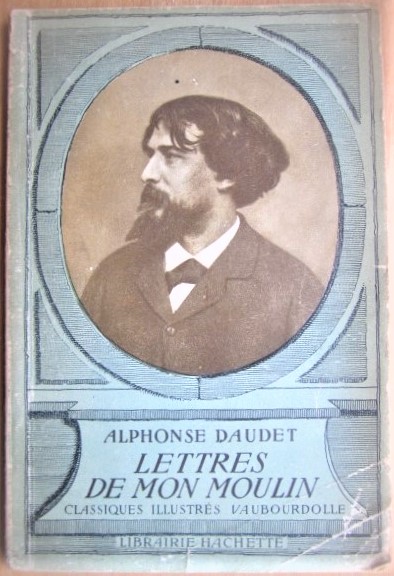 ALPHONSE DAUDET
LETTRES
DE MON MOULIN
CLASSIQUES ILLUSTRÉS VAUBOURDOLLE
LIBRAIRIE HACHETTE